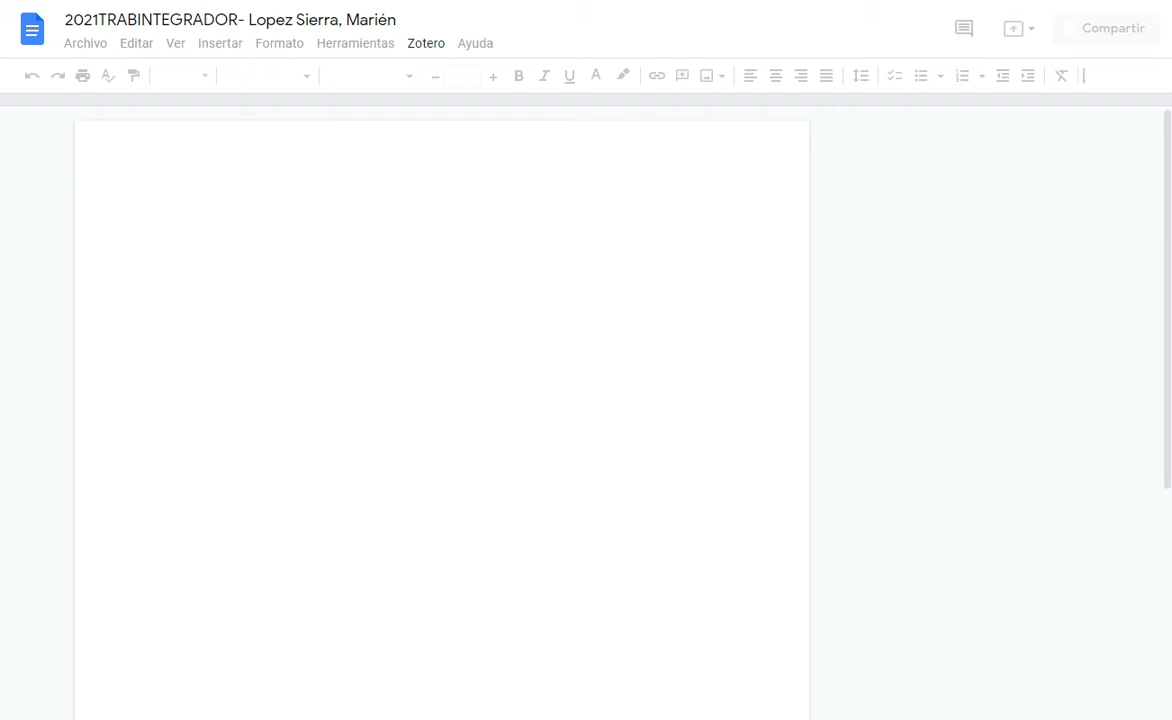 2021TRABINTEGRADOR- Lopez Sierra, Marién
Archivo Editar Ver Insertar Formato Herramientas Zotero Ayuda
Compartir